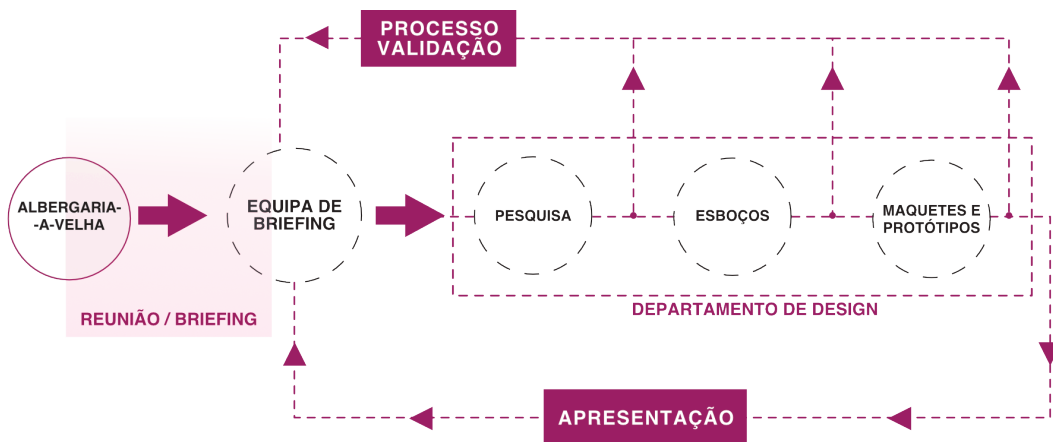 PROCESSO
VALIDAÇÃO
ALBERGARIA-
-A-VELHA
EQUIPA DE
BRIEFING
PESQUISA
ESBOÇOS
MAQUETES E
PROTÓTIPOS
REUNIÃO / BRIEFING
DEPARTAMENTO DE DESIGN
APRESENTAÇÃO